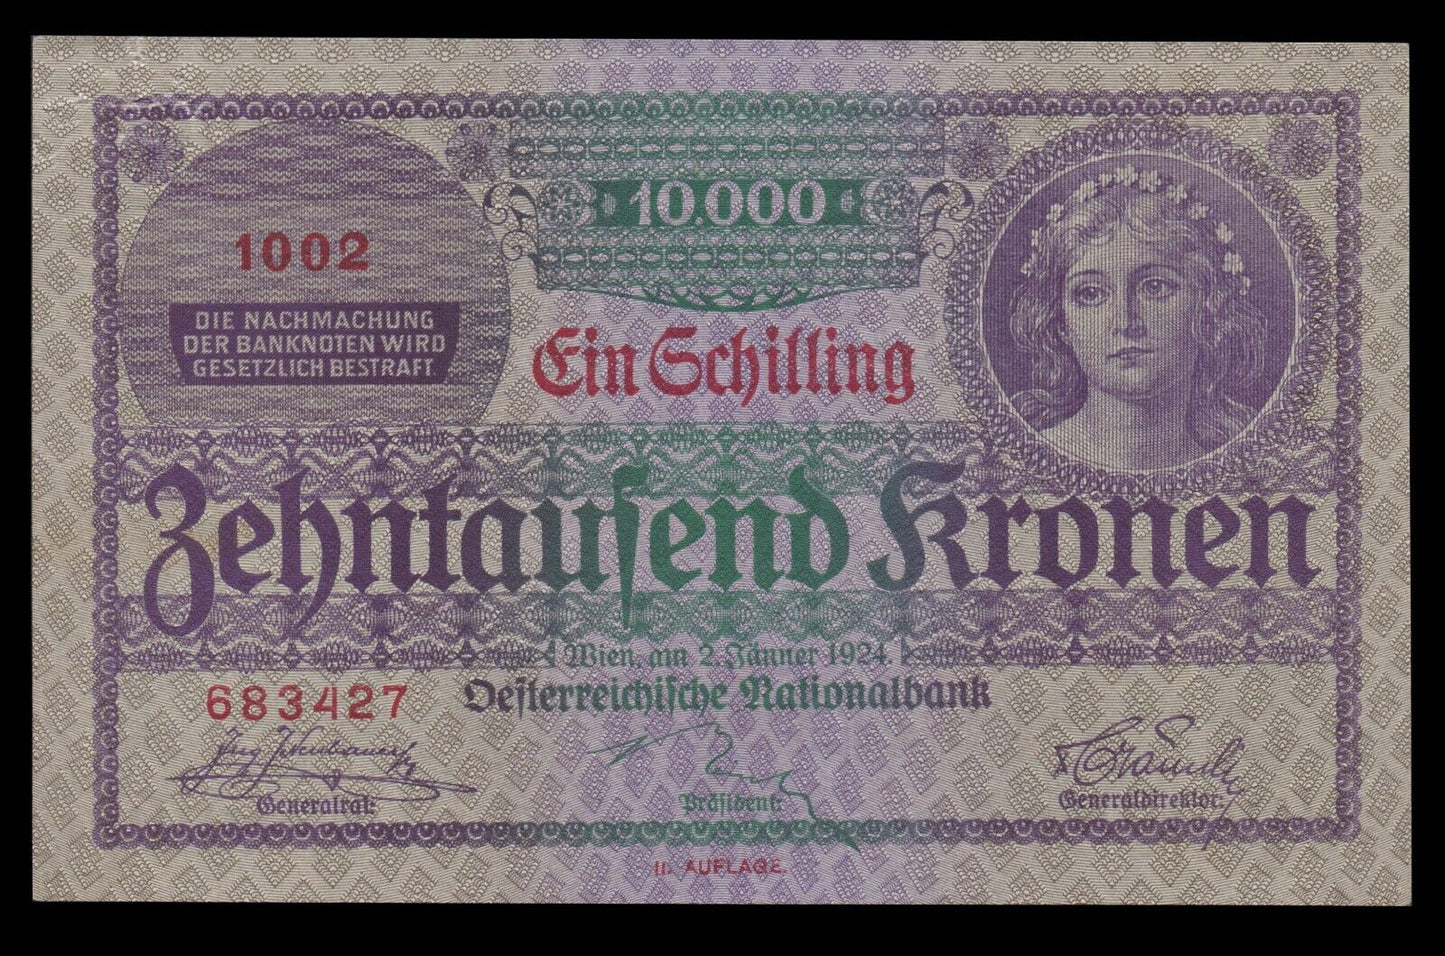 10.000
1002
DIE NACHMACHUNG
DER BANKNOTEN WIRD
GESETZLICH BESTRAFT
Ein Schilling
Zehntauſend Kronen
Wien, am 2. Jänner 1924.
683427
Oeſterreichiſche Nationalbank
Generalrat:
Präſident:
Generaldirektor:
II. AUFLAGE.